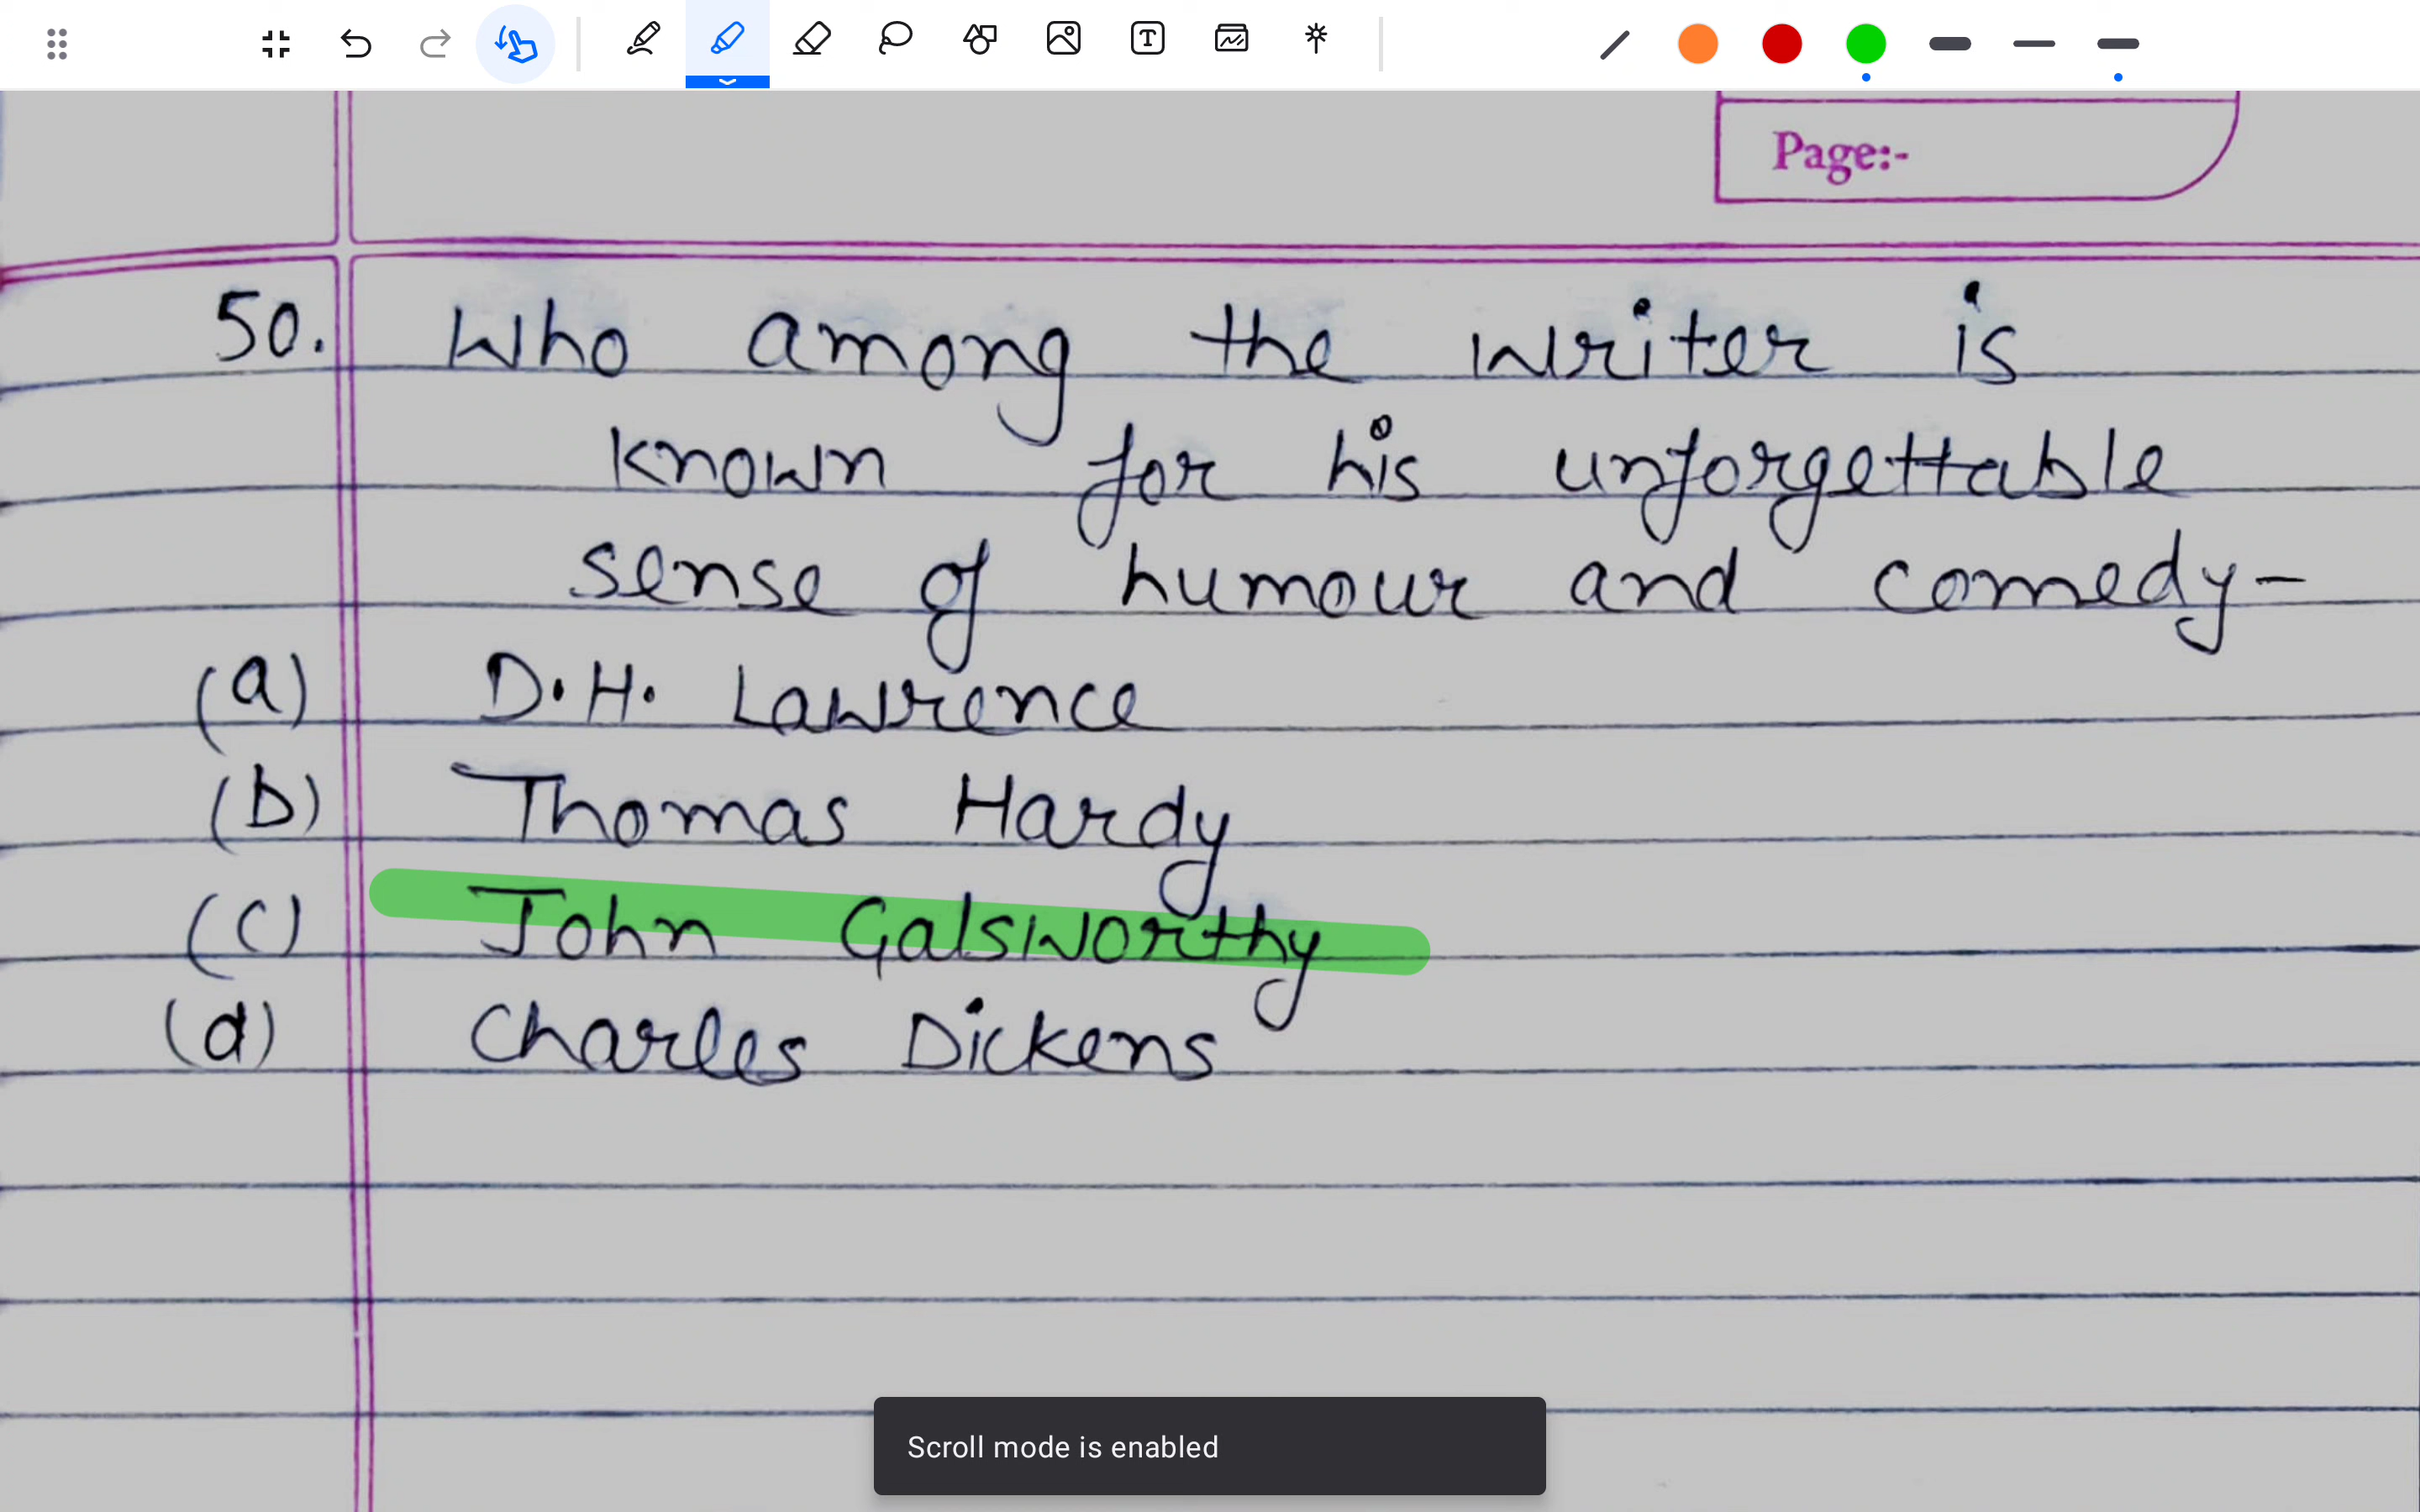 Page:-
50. Who among the writer is
known for his unforgettable
sense of humour and comedy-
(a) D.H. Lawrence
(b) Thomas Hardy
(c) John Galsworthy
(d) Charles Dickens
Scroll mode is enabled